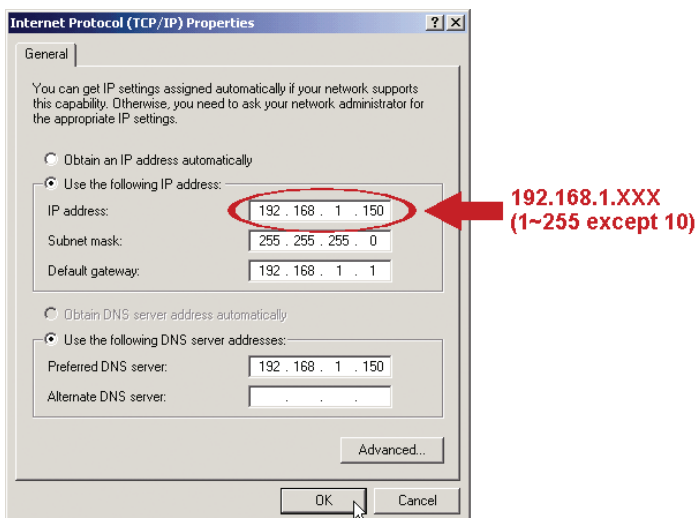 Internet Protocol (TCP/IP) Properties
General
You can get IP settings assigned automatically if your network supports
this capability. Otherwise, you need to ask your network administrator for
the appropriate IP settings.
Obtain an IP address automatically
Use the following IP address:
IP address: 192 . 168 . 1 . 150
192.168.1.XXX
(1~255 except 10)
Subnet mask: 255 . 255 . 255 . 0
Default gateway: 192 . 168 . 1 . 1
Obtain DNS server address automatically
Use the following DNS server addresses:
Preferred DNS server: 192 . 168 . 1 . 150
Alternate DNS server: . . .
Advanced...
OK Cancel